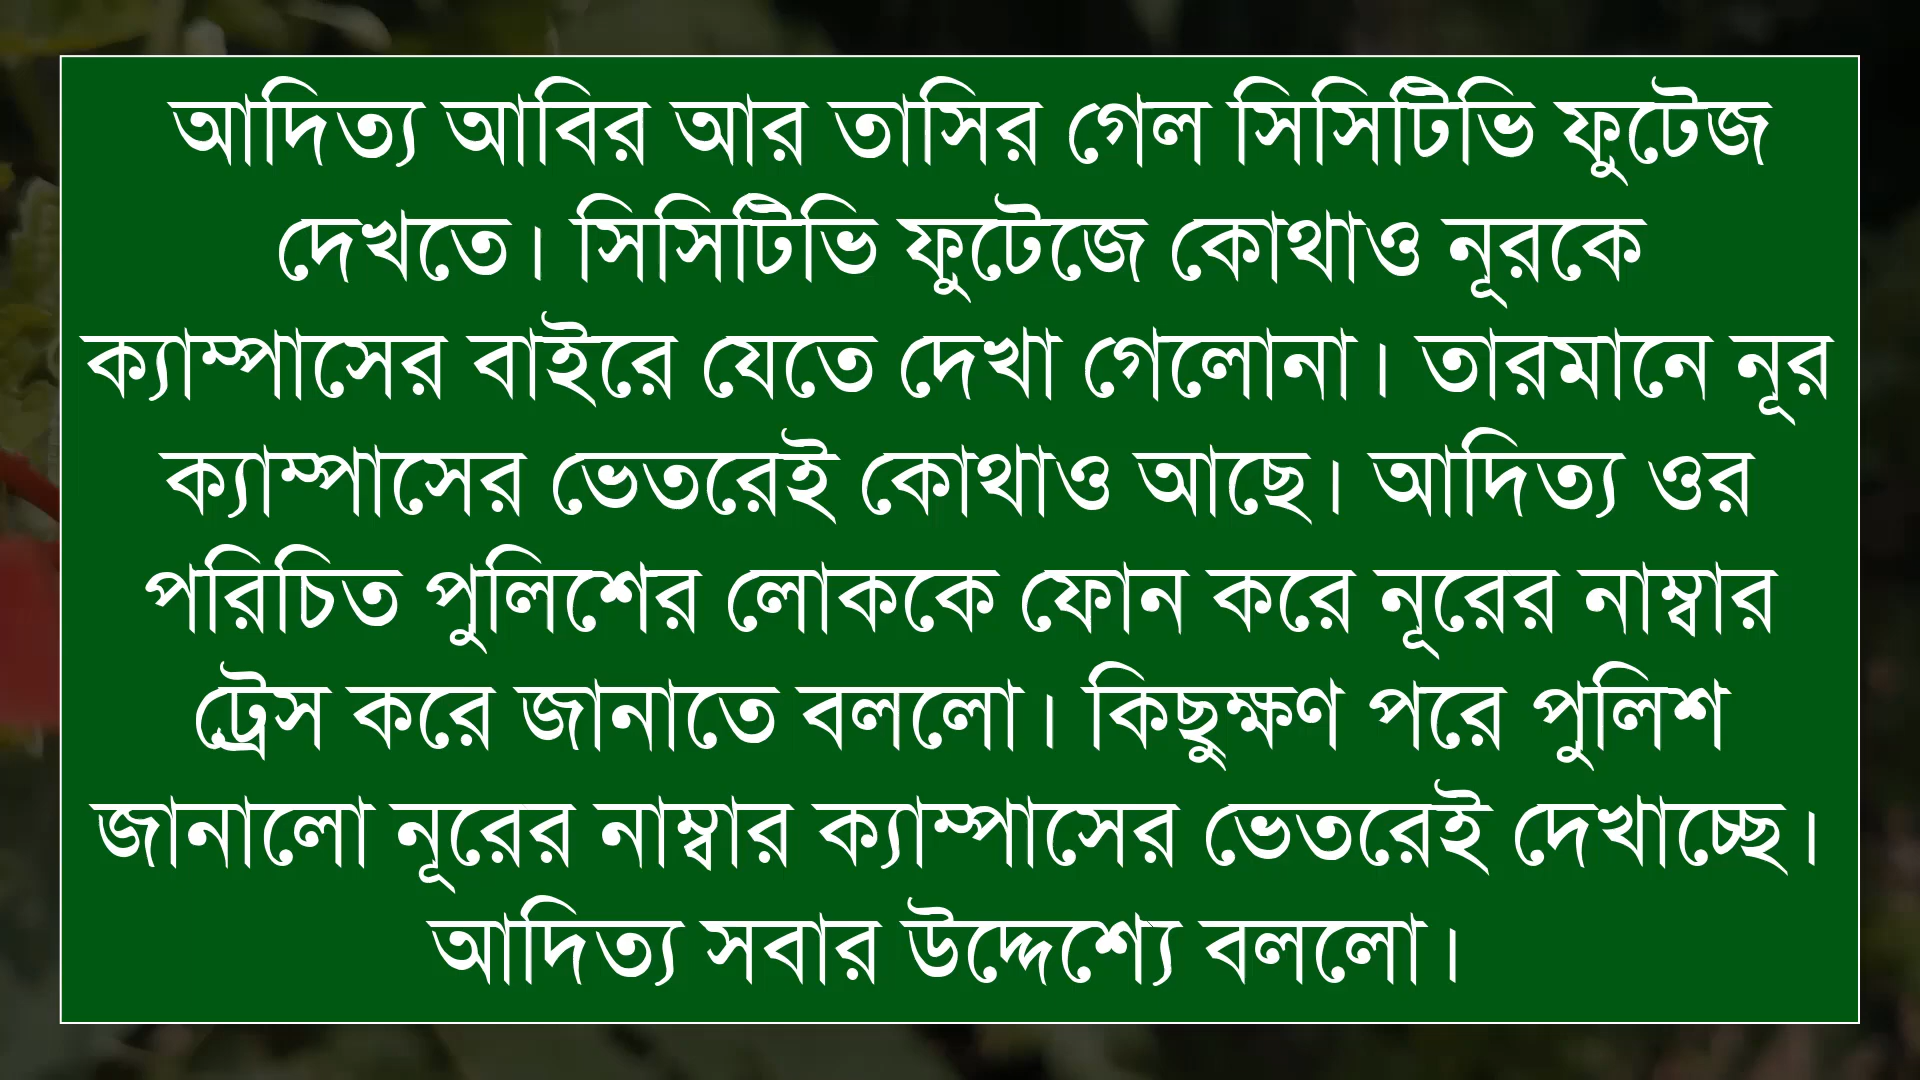 আদিত্য আবির আর তাসির গেল সিসিটিভি ফুটেজ
দেখতে। সিসিটিভি ফুটেজে কোথাও নূরকে
ক্যাম্পাসের বাইরে যেতে দেখা গেলোনা। তারমানে নূর
ক্যাম্পাসের ভেতরেই কোথাও আছে। আদিত্য ওর
পরিচিত পুলিশের লোককে ফোন করে নূরের নাম্বার
ট্রেস করে জানাতে বললো। কিছুক্ষণ পরে পুলিশ
জানালো নূরের নাম্বার ক্যাম্পাসের ভেতরেই দেখাচ্ছে।
আদিত্য সবার উদ্দেশ্যে বললো।